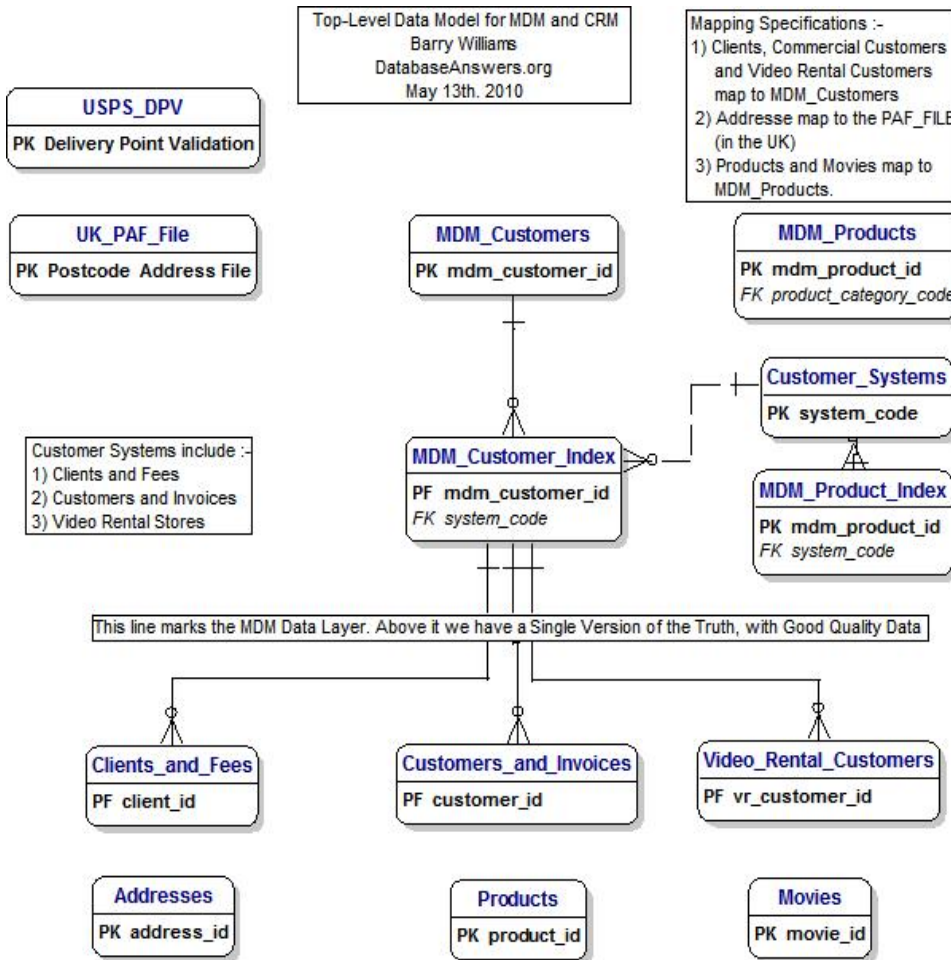 Top-Level Data Model for MDM and CRM
Barry Williams
DatabaseAnswers.org
May 13th. 2010
Mapping Specifications :-
1) Clients, Commercial Customers
and Video Rental Customers
map to MDM_Customers
2) Addresse map to the PAF_FILE
(in the UK)
3) Products and Movies map to
MDM_Products.
USPS_DPV
PK Delivery Point Validation
UK_PAF_File
PK Postcode Address File
MDM_Customers
PK mdm_customer_id
MDM_Products
PK mdm_product_id
FK product_category_code
Customer_Systems
PK system_code
Customer Systems include :-
1) Clients and Fees
2) Customers and Invoices
3) Video Rental Stores
MDM_Customer_Index
PF mdm_customer_id
FK system_code
MDM_Product_Index
PK mdm_product_id
FK system_code
This line marks the MDM Data Layer. Above it we have a Single Version of the Truth, with Good Quality Data
Clients_and_Fees
PF client_id
Customers_and_Invoices
PF customer_id
Video_Rental_Customers
PF vr_customer_id
Addresses
PK address_id
Products
PK product_id
Movies
PK movie_id